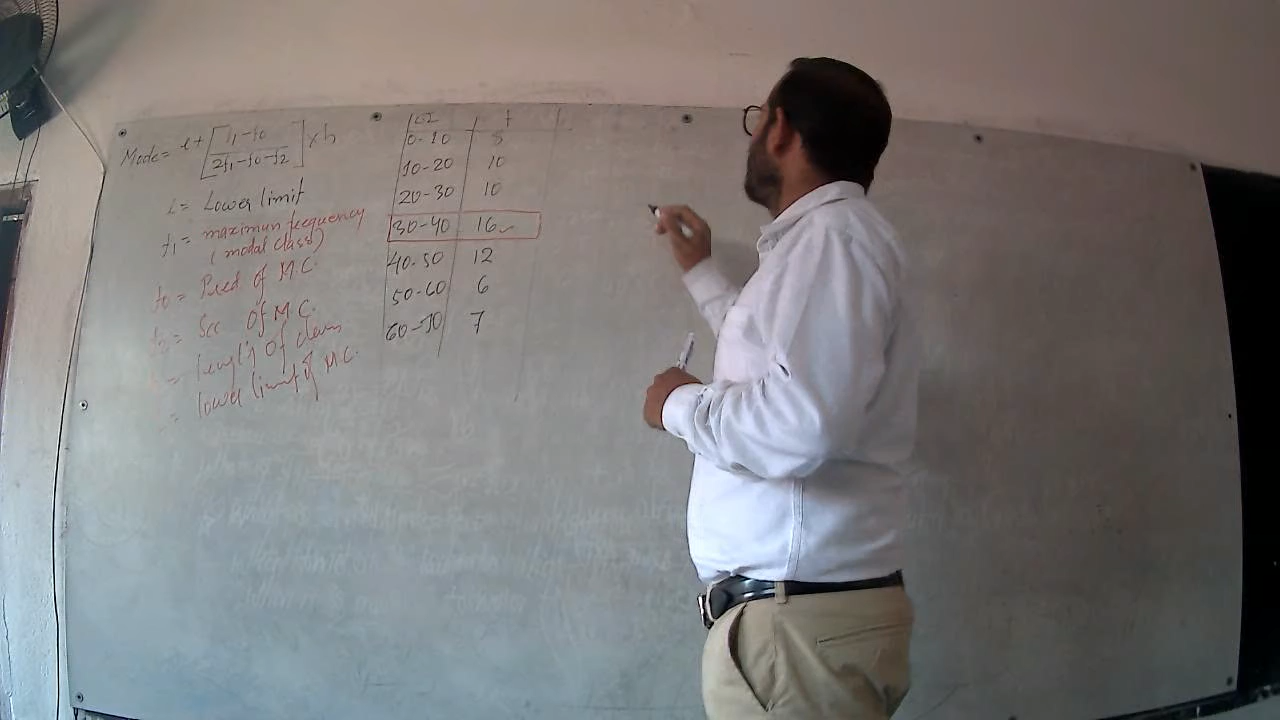 Mode = l + [f1-f0 / 2f1-f0-f2] x h
l = Lower limit
f1 = maximum frequency
(modal class)
f0 = Pred of M.C.
= Suc of M.C.
= length of class
= lower limit of M.C.
CI f
0-10 5
10-20 10
20-30 10
30-40 16
40-50 12
50-60 6
60-70 7